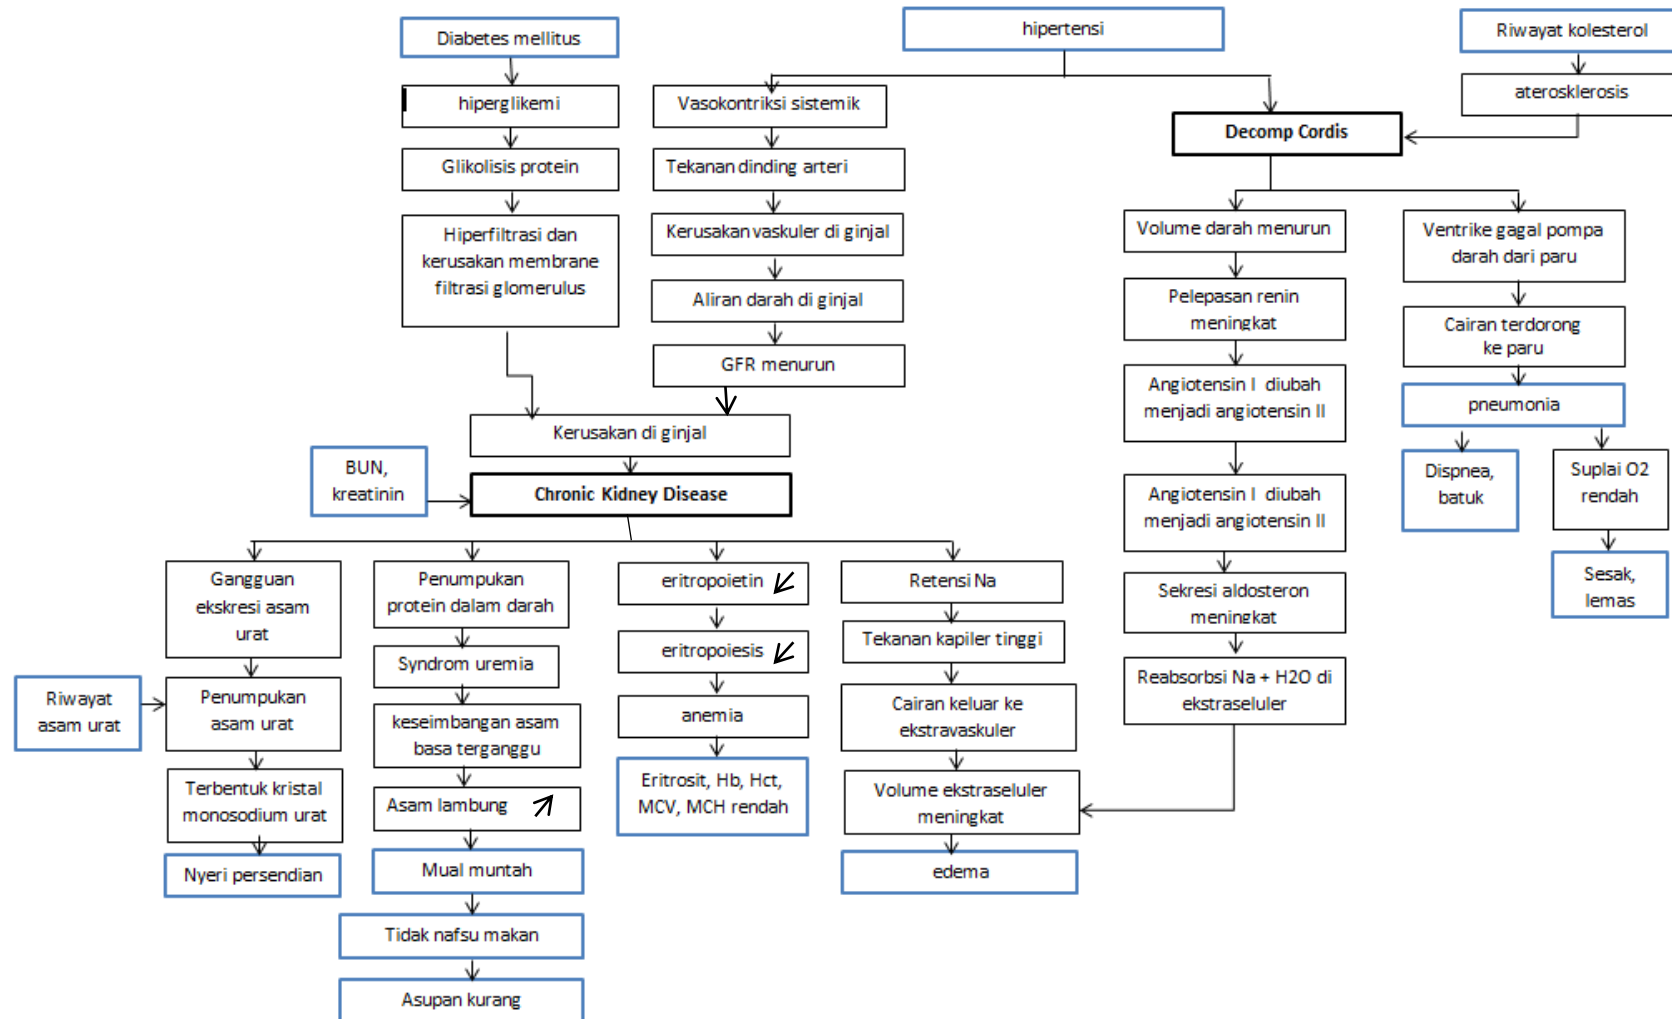 Diabetes mellitus
hiperglikemi
Glikolisis protein
Hiperfiltrasi dan
kerusakan membrane
filtrasi glomerulus
hipertensi
Vasokontriksi sistemik
Tekanan dinding arteri
Kerusakan vaskuler di ginjal
Aliran darah di ginjal
GFR menurun
Kerusakan di ginjal
BUN,
kreatinin
Chronic Kidney Disease
Riwayat kolesterol
aterosklerosis
Decomp Cordis
Volume darah menurun
Pelepasan renin
meningkat
Angiotensin I diubah
menjadi angiotensin II
Angiotensin I diubah
menjadi angiotensin II
Sekresi aldosteron
meningkat
Reabsorbsi Na + H2O di
ekstraseluler
Ventrike gagal pompa
darah dari paru
Cairan terdorong
ke paru
pneumonia
Dispnea,
batuk
Suplai O2
rendah
Sesak,
lemas
Gangguan
ekskresi asam
urat
Riwayat
asam urat
Penumpukan
asam urat
Terbentuk kristal
monosodium urat
Nyeri persendian
Penumpukan
protein dalam darah
Syndrom uremia
keseimbangan asam
basa terganggu
Asam lambung
Mual muntah
Tidak nafsu makan
Asupan kurang
eritropoietin
eritropoiesis
anemia
Eritrosit, Hb, Hct,
MCV, MCH rendah
Retensi Na
Tekanan kapiler tinggi
Cairan keluar ke
ekstravaskuler
Volume ekstraseluler
meningkat
edema